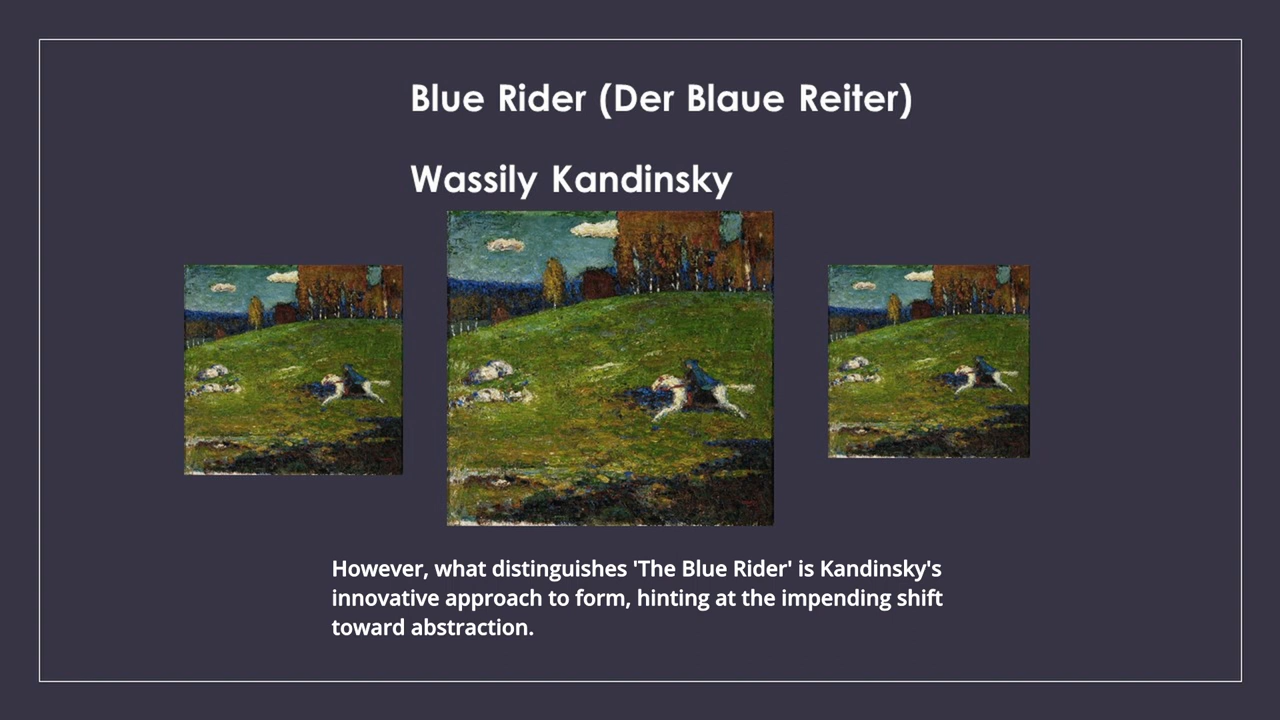 Blue Rider (Der Blaue Reiter)
Wassily Kandinsky
However, what distinguishes 'The Blue Rider' is Kandinsky's
innovative approach to form, hinting at the impending shift
toward abstraction.